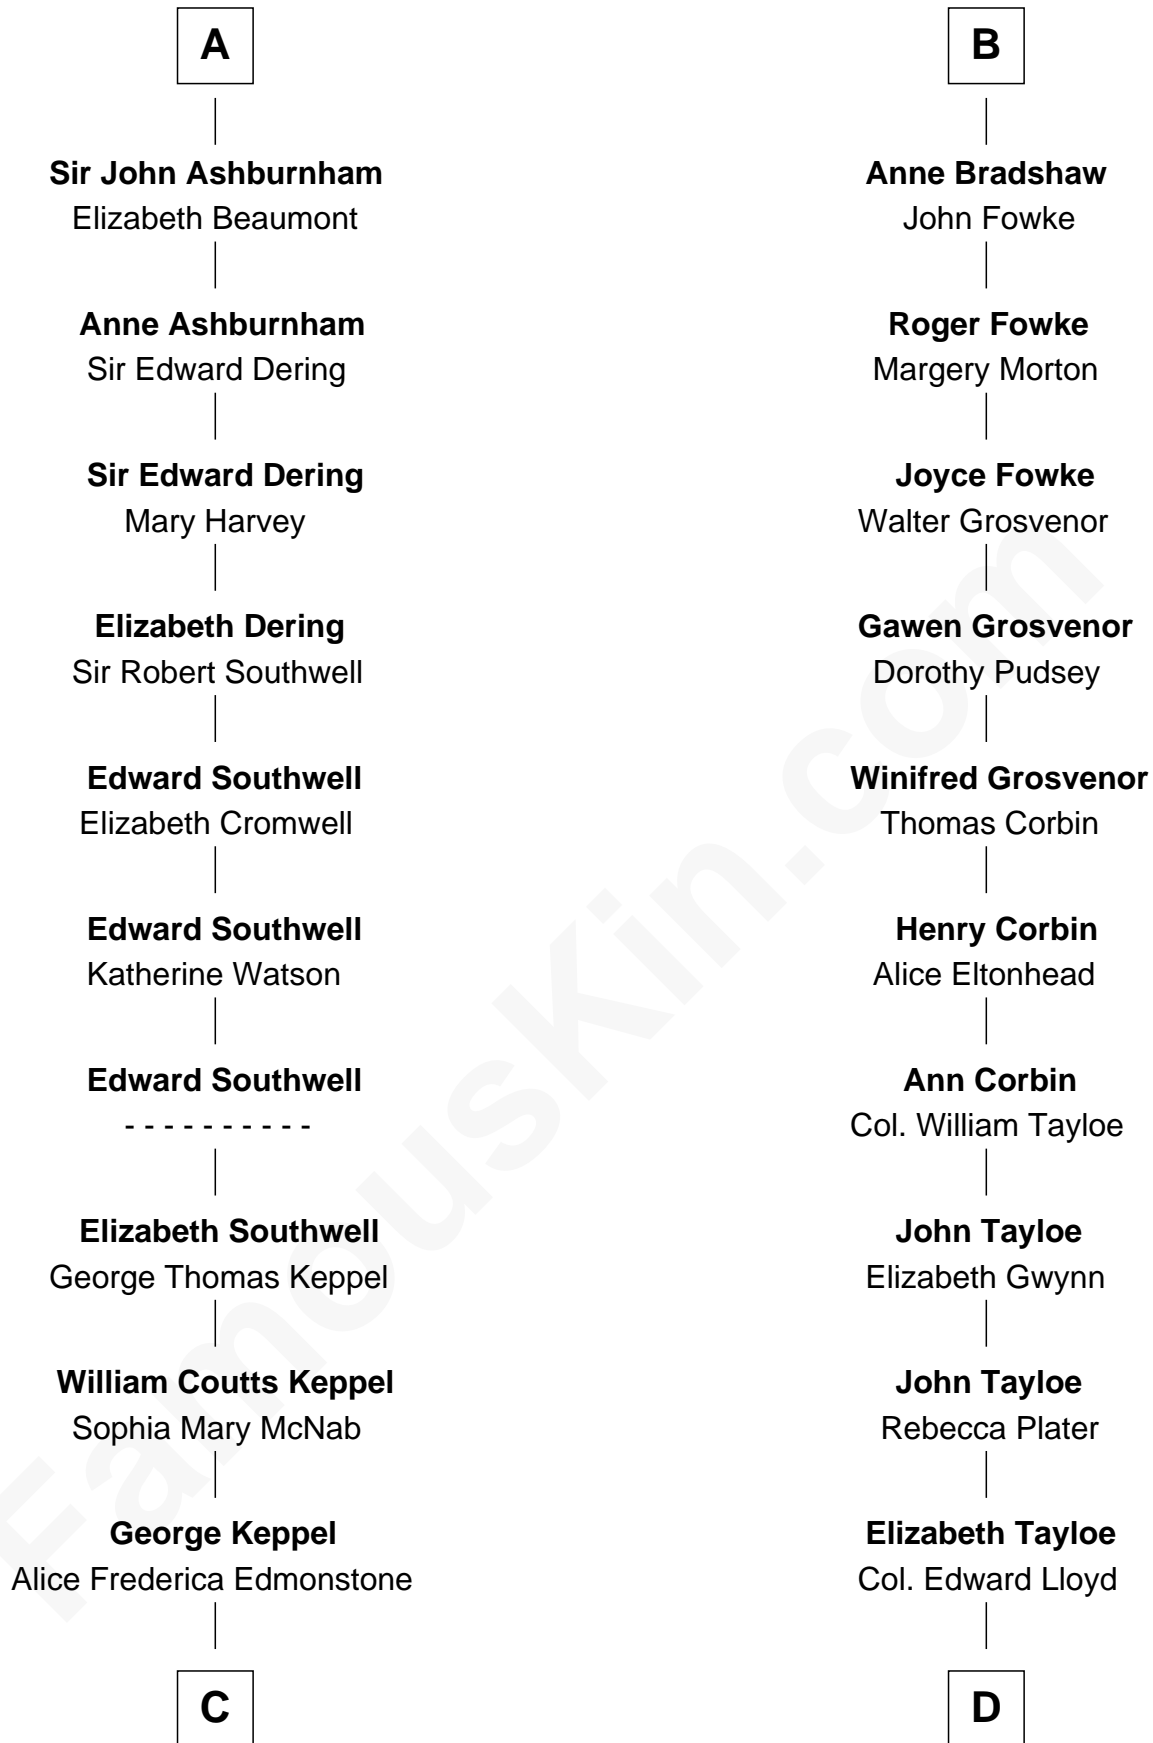 A
Sir John Ashburnham
Elizabeth Beaumont
Anne Ashburnham
Sir Edward Dering
Sir Edward Dering
Mary Harvey
Elizabeth Dering
Sir Robert Southwell
Edward Southwell
Elizabeth Cromwell
Edward Southwell
Katherine Watson
Edward Southwell
- - - - - - - - - -
Elizabeth Southwell
George Thomas Keppel
William Coutts Keppel
Sophia Mary McNab
George Keppel
Alice Frederica Edmonstone
C
B
Anne Bradshaw
John Fowke
Roger Fowke
Margery Morton
Joyce Fowke
Walter Grosvenor
Gawen Grosvenor
Dorothy Pudsey
Winifred Grosvenor
Thomas Corbin
Henry Corbin
Alice Eltonhead
Ann Corbin
Col. William Tayloe
John Tayloe
Elizabeth Gwynn
John Tayloe
Rebecca Plater
Elizabeth Tayloe
Col. Edward Lloyd
D
FamousKin.com